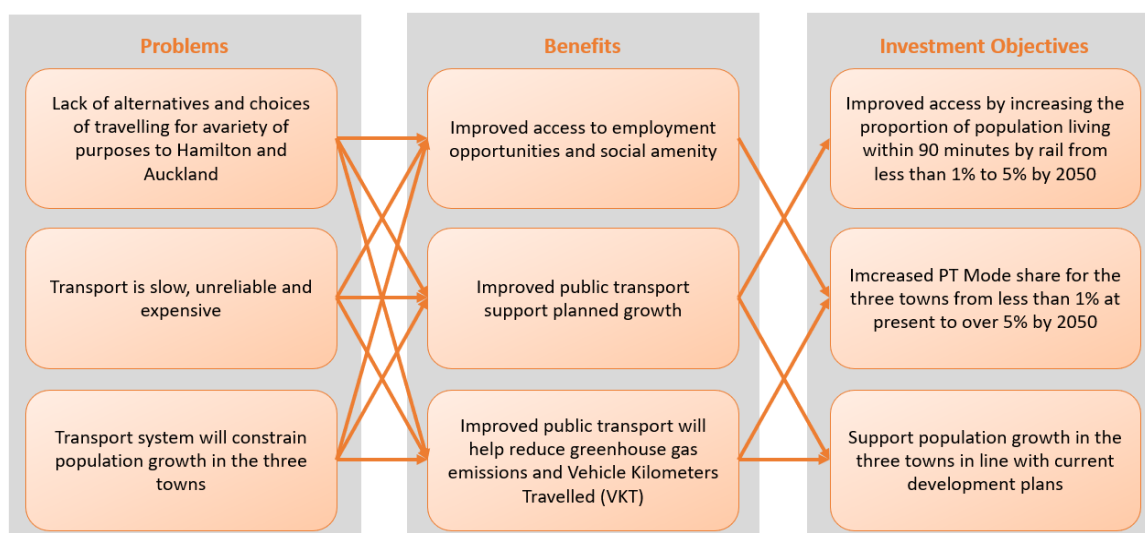 Problems
Lack of alternatives and choices
of travelling for avariety of
purposes to Hamilton and
Auckland
Transport is slow, unreliable and
expensive
Transport system will constrain
population growth in the three
towns
Benefits
Improved access to employment
opportunities and social amenity
Improved public transport
support planned growth
Improved public transport will
help reduce greenhouse gas
emissions and Vehicle Kilometers
Travelled (VKT)
Investment Objectives
Improved access by increasing the
proportion of population living
within 90 minutes by rail from
less than 1% to 5% by 2050
Imcreased PT Mode share for the
three towns from less than 1% at
present to over 5% by 2050
Support population growth in the
three towns in line with current
development plans